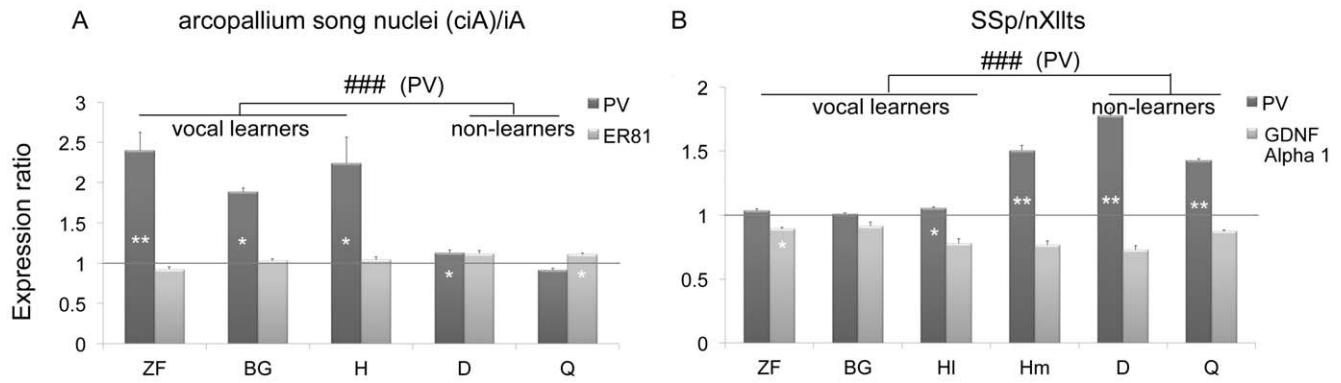 A arcopallium song nuclei (ciA)/iA
### (PV)
vocal learners
non-learners
PV
ER81
Expression ratio
3
2.5
2
1.5
1
0.5
0
** * * * *
ZF BG H D Q
B SSp/nXIIts
### (PV)
vocal learners
non-learners
PV
GDNF
Alpha 1
2
1.5
1
0.5
0
** ** **
* *
ZF BG Hl Hm D Q